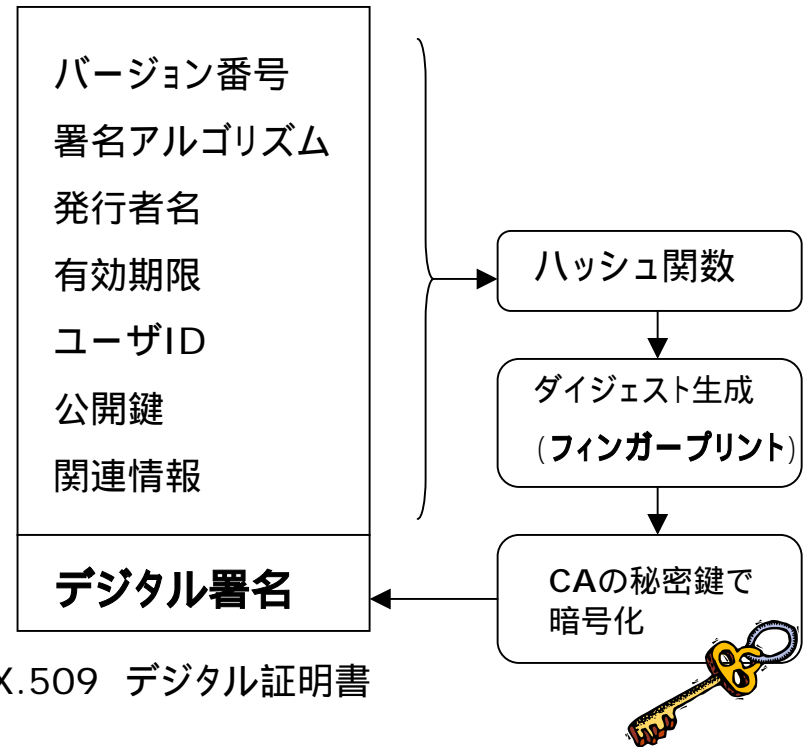 バージョン番号
署名アルゴリズム
発行者名
有効期限
ユーザID
公開鍵
関連情報
デジタル署名
ハッシュ関数
ダイジェスト生成
(フィンガープリント)
CAの秘密鍵で
暗号化
X.509 デジタル証明書